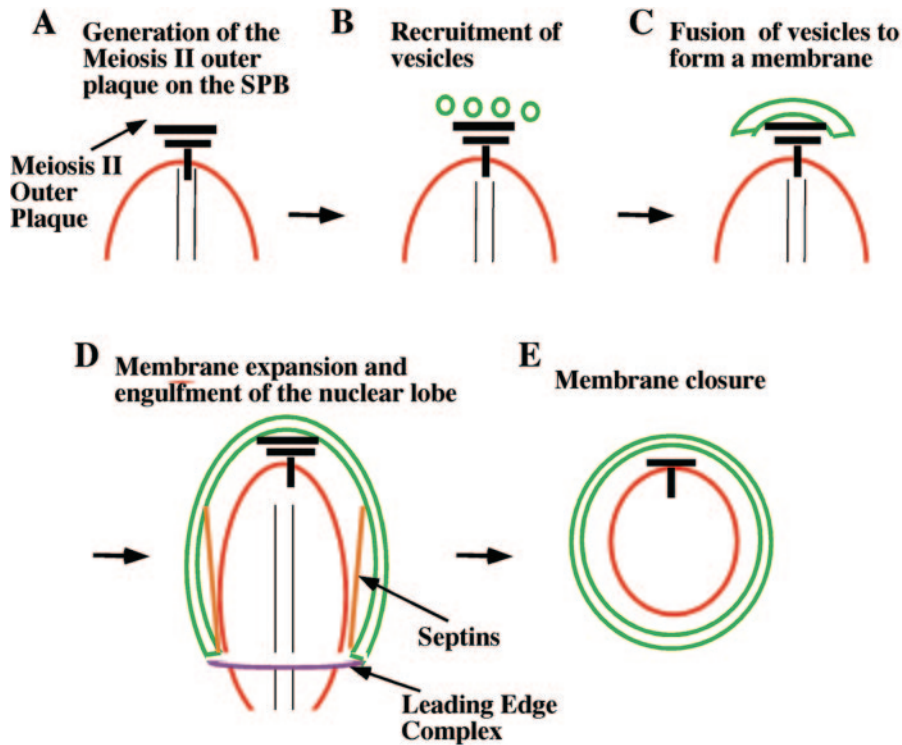 A
Generation of the
Meiosis II outer
plaque on the SPB
Meiosis II
Outer
Plaque
B
Recruitment of
vesicles
C
Fusion of vesicles to
form a membrane
D
Membrane expansion and
engulfment of the nuclear lobe
Septins
Leading Edge
Complex
E
Membrane closure